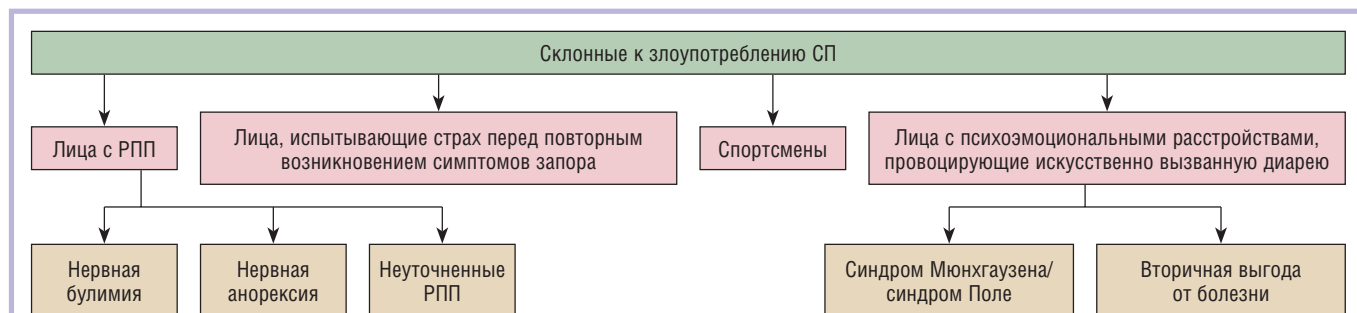 Склонные к злоупотреблению СП
Лица с РПП
Лица, испытывающие страх перед повторным
возникновением симптомов запора
Спортсмены
Лица с психоэмоциональными расстройствами,
провоцирующие искусственно вызванную диарею
Нервная
булимия
Нервная
анорексия
Неуточненные
РПП
Синдром Мюнхгаузена/
синдром Поле
Вторичная выгода
от болезни